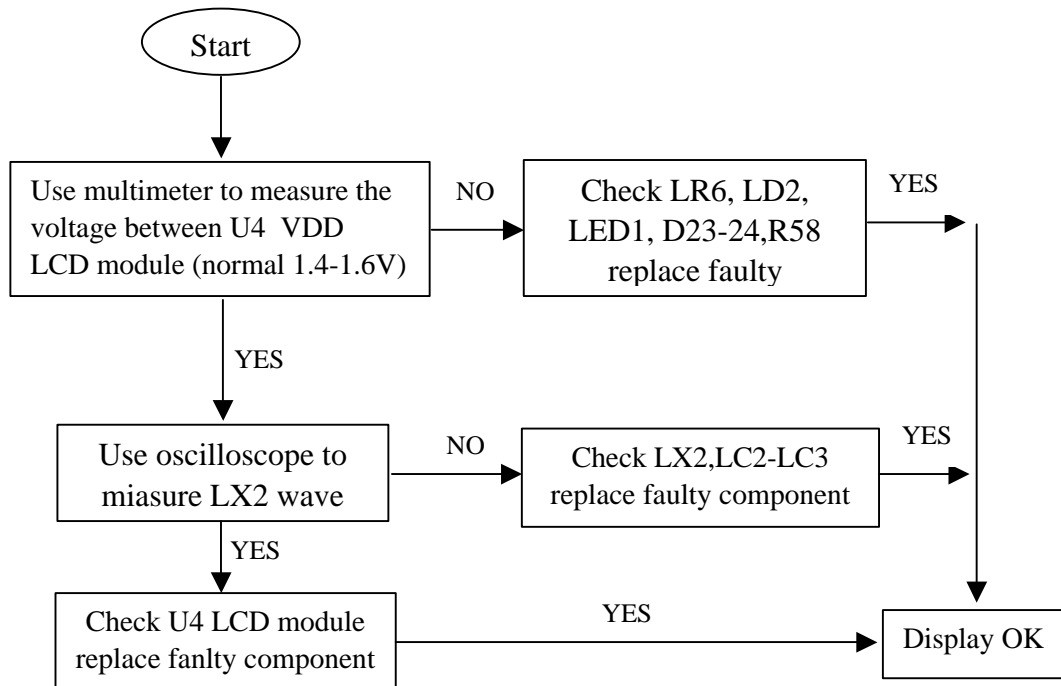 Start
Use multimeter to measure the
voltage between U4  VDD
LCD module (normal 1.4-1.6V)
NO
Check LR6, LD2,
LED1, D23-24,R58
replace faulty
YES
YES
Use oscilloscope to
miasure LX2 wave
NO
Check LX2,LC2-LC3
replace faulty component
YES
YES
Check U4 LCD module
replace fanlty component
YES
Display OK